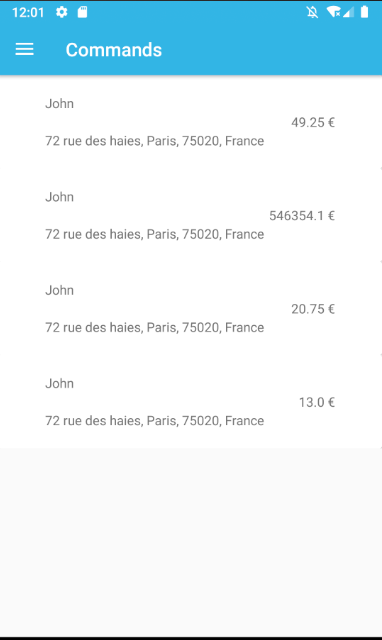 12:01
Commands
John
49.25 €
72 rue des haies, Paris, 75020, France
John
546354.1 €
72 rue des haies, Paris, 75020, France
John
20.75 €
72 rue des haies, Paris, 75020, France
John
13.0 €
72 rue des haies, Paris, 75020, France